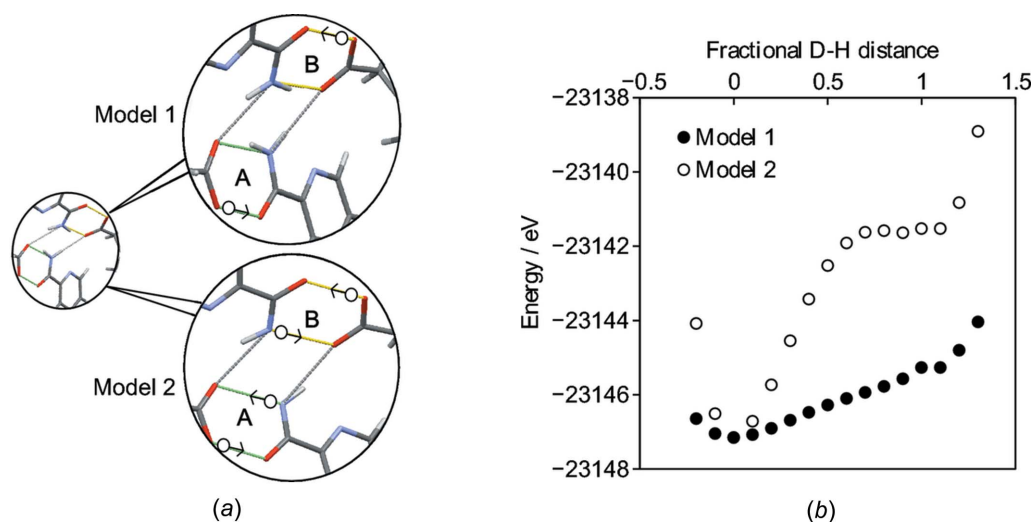 Model 1
B
A
Model 2
B
A
(a)
Fractional D-H distance
−0.5 0 0.5 1 1.5
−23138
−23140
−23142
−23144
−23146
−23148
Energy / eV
Model 1
Model 2
(b)